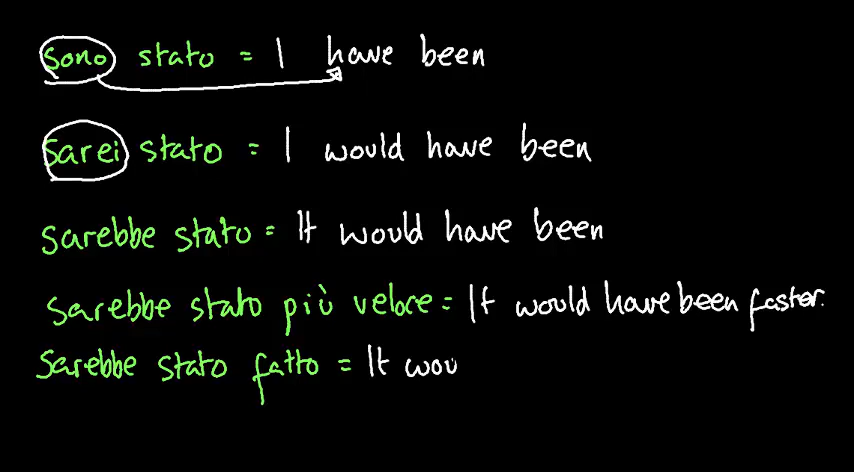 sono stato = I have been
sarei stato = I would have been
sarebbe stato = It would have been
sarebbe stato più veloce = It would have been faster.
sarebbe stato fatto = It wou